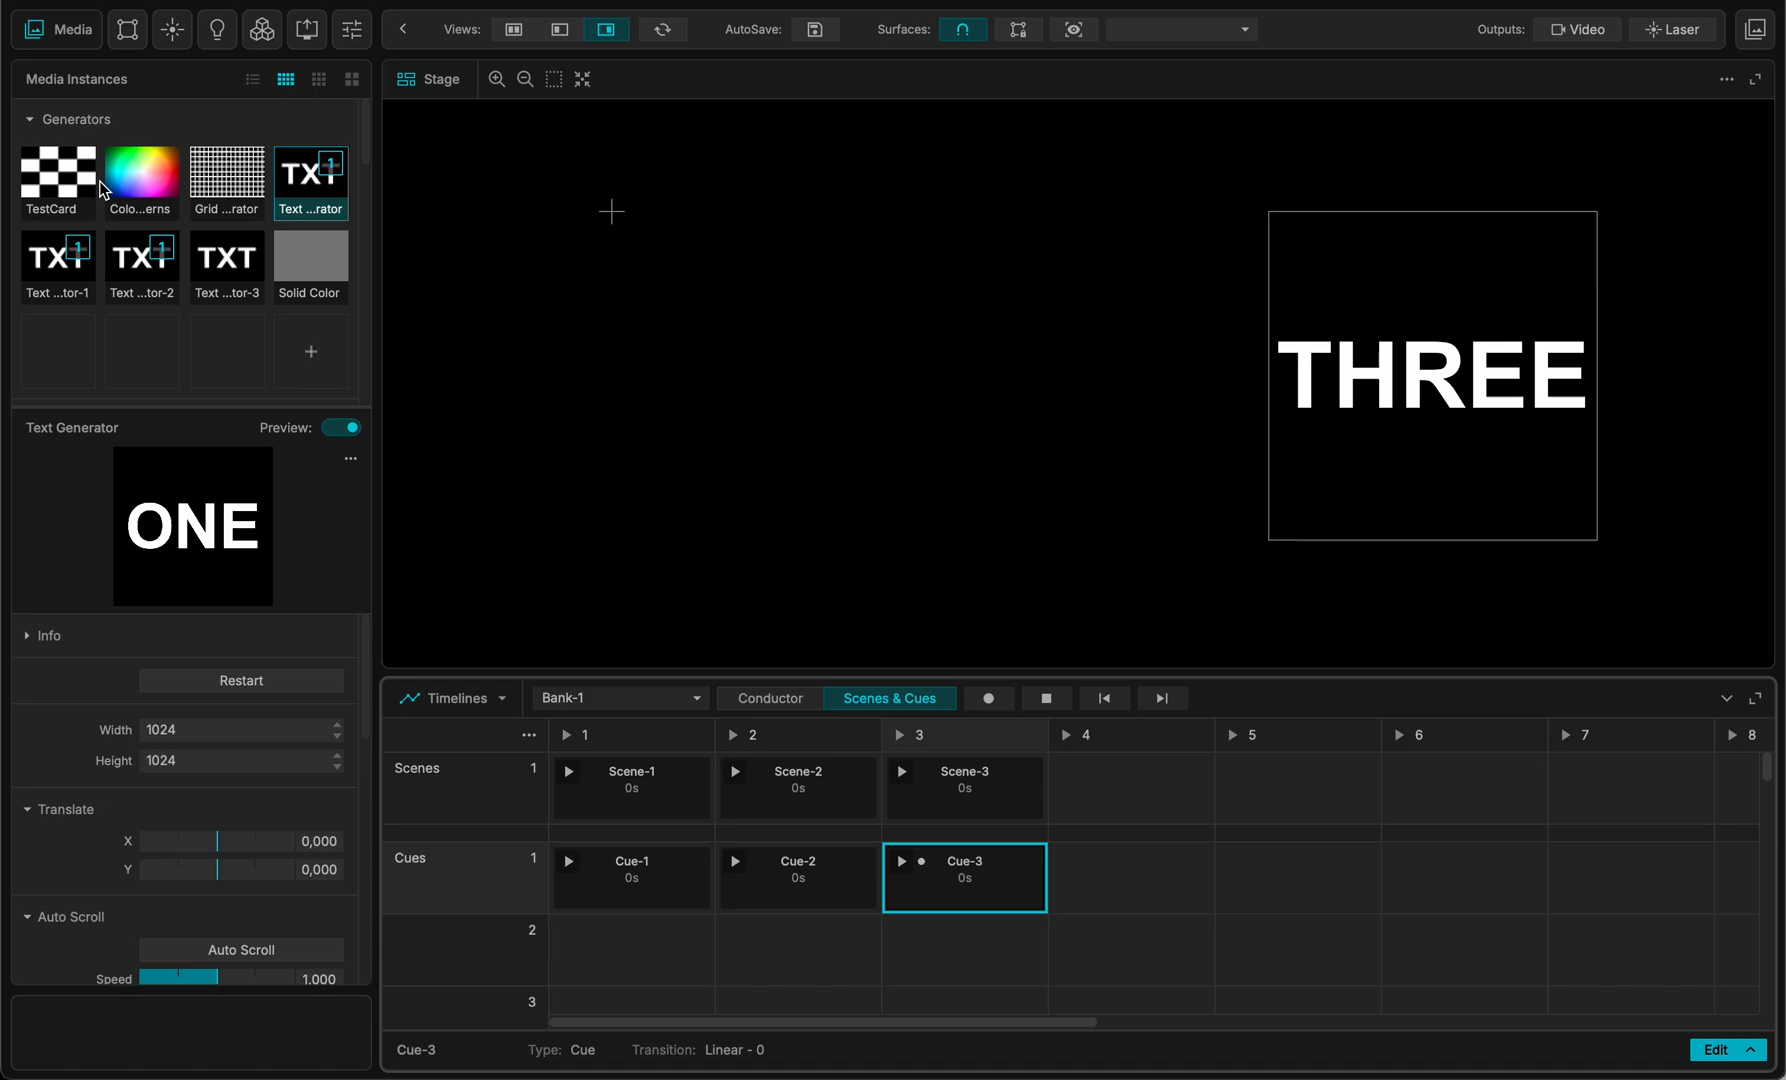 Media
Views:
AutoSave:
Surfaces:
Outputs:
Video
Laser
Media Instances
Stage
Generators
TXT 1
TestCard
Colo...erns
Grid ...rator
Text ...rator
TXT 1
TXT 1
TXT
Text ...tor-1
Text ...tor-2
Text ...tor-3
Solid Color
THREE
Text Generator
Preview:
ONE
Info
Restart
Width 1024
Height 1024
Translate
X 0,000
Y 0,000
Auto Scroll
Auto Scroll
Speed 1.000
Timelines
Bank-1
Conductor
Scenes & Cues
1 2 3 4 5 6 7 8
Scenes 1
Scene-1
0s
Scene-2
0s
Scene-3
0s
Cues 1
Cue-1
0s
Cue-2
0s
Cue-3
0s
2
3
Cue-3
Type: Cue
Transition: Linear - 0
Edit